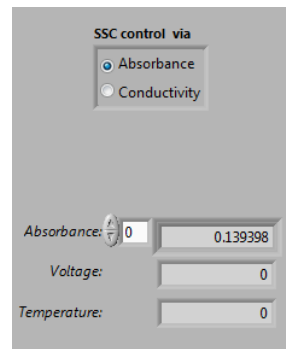 SSC control via
Absorbance
Conductivity
Absorbance: 0 0.139398
Voltage: 0
Temperature: 0